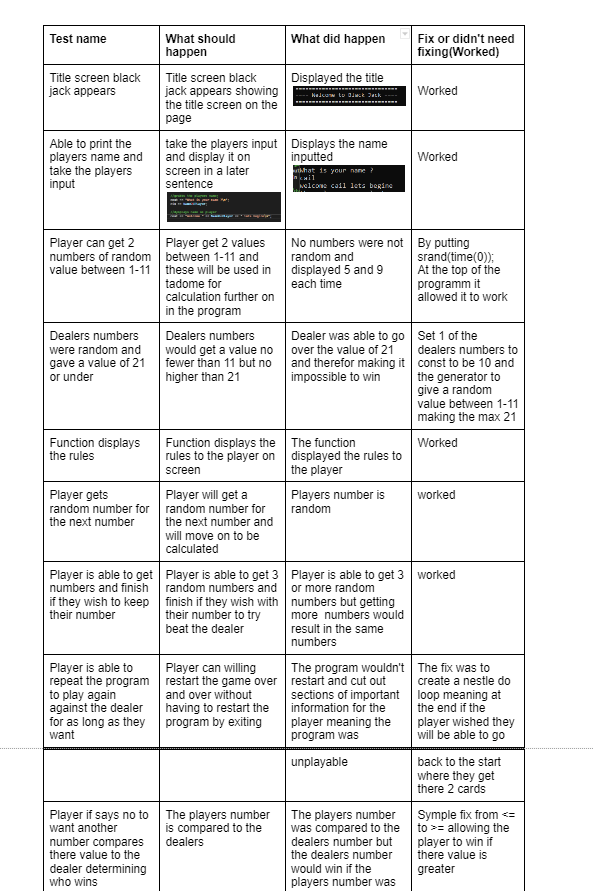 Test name
What should
happen
What did happen
Fix or didn't need
fixing(Worked)
Title screen black
jack appears
Title screen black
jack appears showing
the title screen on the
page
Displayed the title
---- Welcome to Black Jack ----
Worked
Able to print the
players name and
take the players
input
take the players input
and display it on
screen in a later
sentence
Displays the name
inputted
What is your name ?
cail
welcome cail lets begine
Worked
Player can get 2
numbers of random
value between 1-11
Player get 2 values
between 1-11 and
these will be used in
tadome for
calculation further on
in the program
No numbers were not
random and
displayed 5 and 9
each time
By putting
srand(time(0));
At the top of the
programm it
allowed it to work
Dealers numbers
were random and
gave a value of 21
or under
Dealers numbers
would get a value no
fewer than 11 but no
higher than 21
Dealer was able to go
over the value of 21
and therefor making it
impossible to win
Set 1 of the
dealers numbers to
const to be 10 and
the generator to
give a random
value between 1-11
making the max 21
Function displays
the rules
Function displays the
rules to the player on
screen
The function
displayed the rules to
the player
Worked
Player gets
random number for
the next number
Player will get a
random number for
the next number and
will move on to be
calculated
Players number is
random
worked
Player is able to get
numbers and finish
if they wish to keep
their number
Player is able to get 3
random numbers and
finish if they wish with
their number to try
beat the dealer
Player is able to get 3
or more random
numbers but getting
more numbers would
result in the same
numbers
worked
Player is able to
repeat the program
to play again
against the dealer
for as long as they
want
Player can willing
restart the game over
and over without
having to restart the
program by exiting
The program wouldn't
restart and cut out
sections of important
information for the
player meaning the
program was
The fix was to
create a nestle do
loop meaning at
the end if the
player wished they
will be able to go
unplayable
back to the start
where they get
there 2 cards
Player if says no to
want another
number compares
there value to the
dealer determining
who wins
The players number
is compared to the
dealers
The players number
was compared to the
dealers number but
the dealers number
would win if the
players number was
Symple fix from <=
to >= allowing the
player to win if
there value is
greater